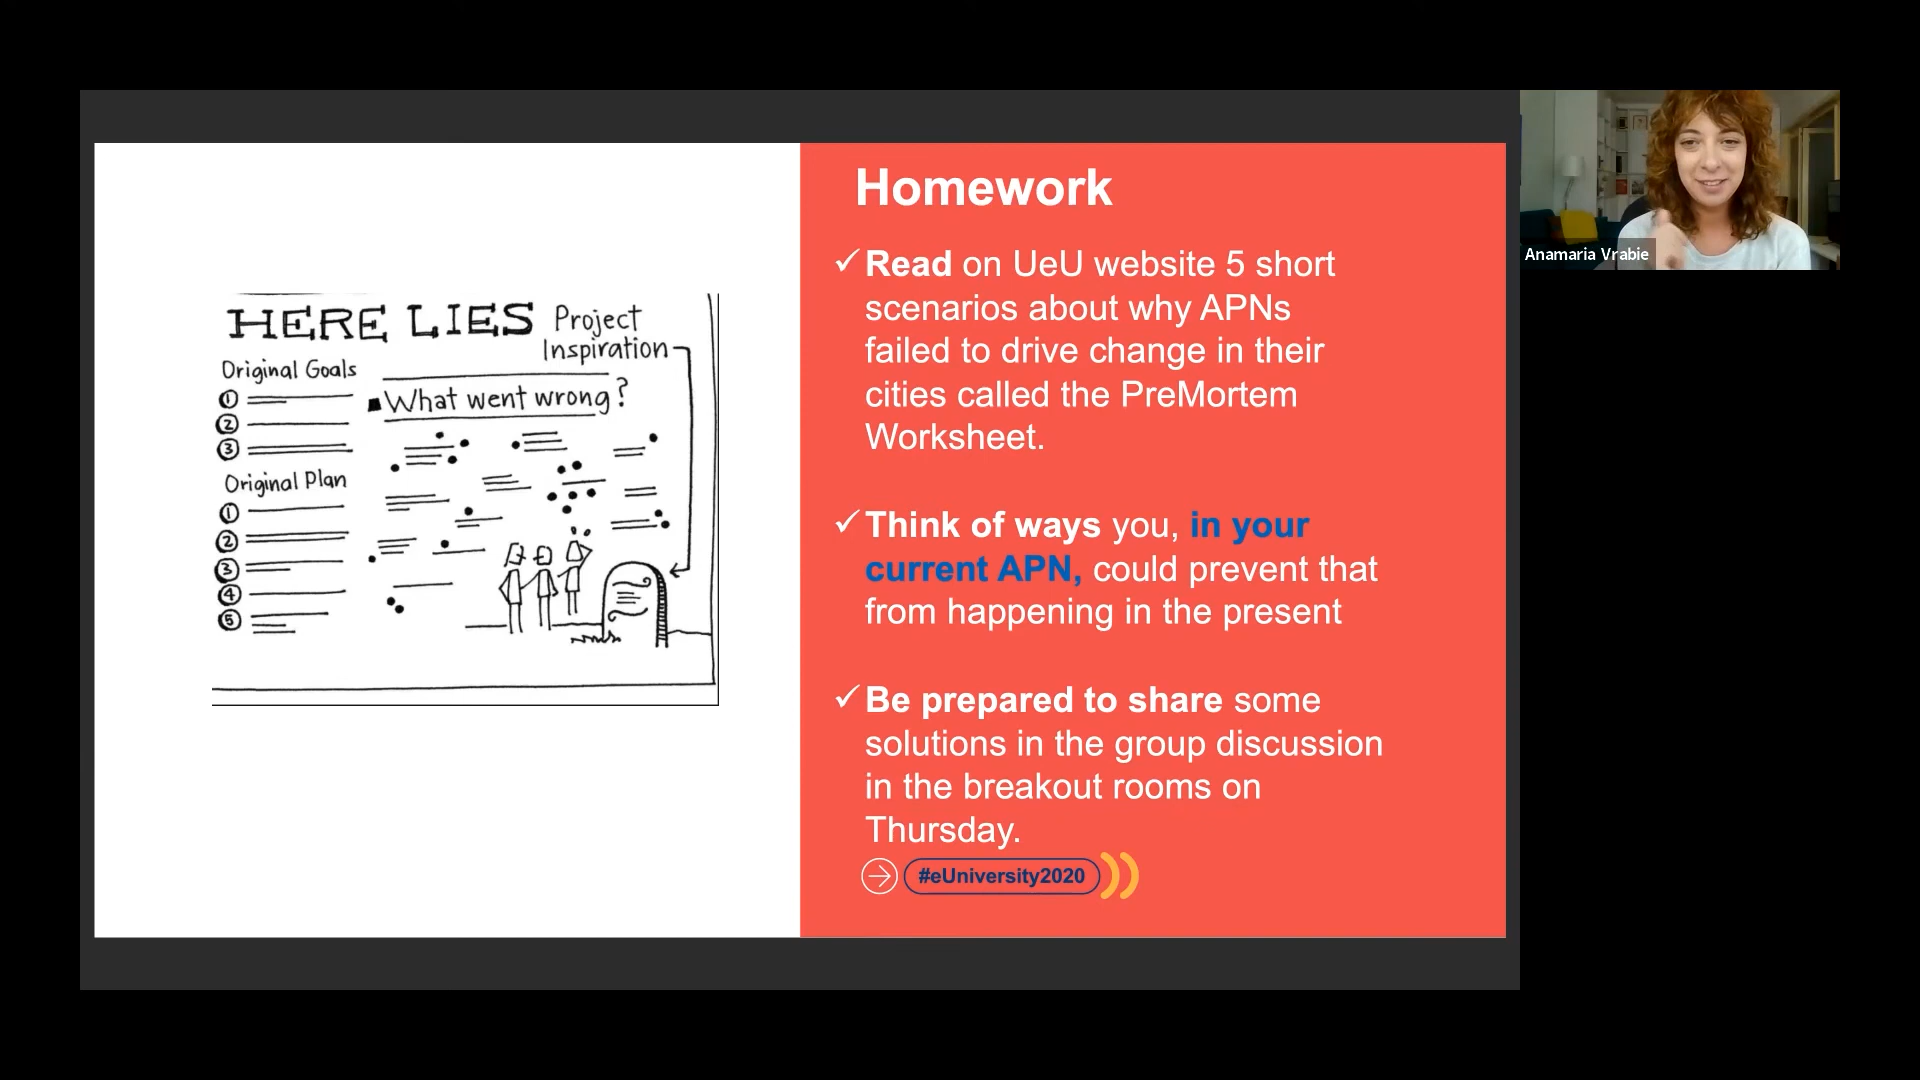 HERE LIES Project
Inspiration
Original Goals
1
2
3
What went wrong?
Original Plan
1
2
3
4
5
Homework
✓ Read on UeU website 5 short
scenarios about why APNs
failed to drive change in their
cities called the PreMortem
Worksheet.
✓ Think of ways you, in your
current APN, could prevent that
from happening in the present
✓ Be prepared to share some
solutions in the group discussion
in the breakout rooms on
Thursday.
#eUniversity2020
Anamaria Vrabie